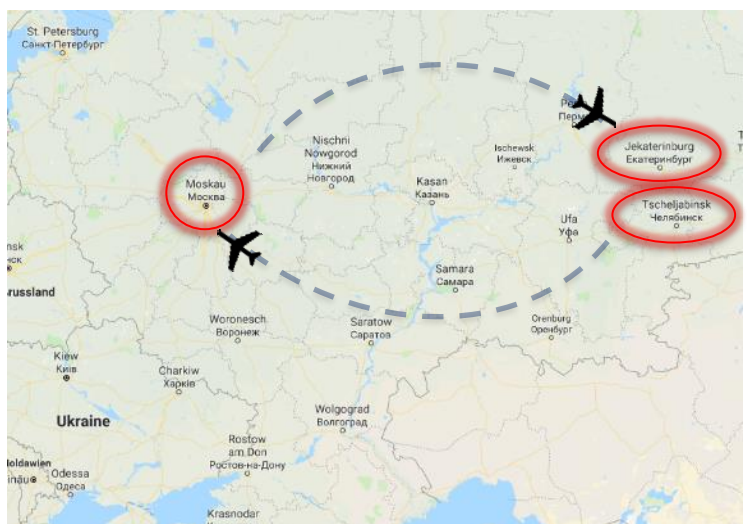 St. Petersburg
Санкт-Петербург
Пермь
Nischni
Nowgorod
Нижний
Новгород
Ischewsk
Ижевск
Jekaterinburg
Екатеринбург
Moskau
Москва
Kasan
Казань
Tscheljabinsk
Челябинск
Ufa
Уфа
Samara
Самара
russland
Woronesch
Воронеж
Saratow
Саратов
Orenburg
Оренбург
Kiew
Київ
Charkiw
Харків
Ukraine
Wolgograd
Волгоград
Rostow
am Don
Ростов-на-Дону
Moldawien
Odessa
Одеса
Krasnodar